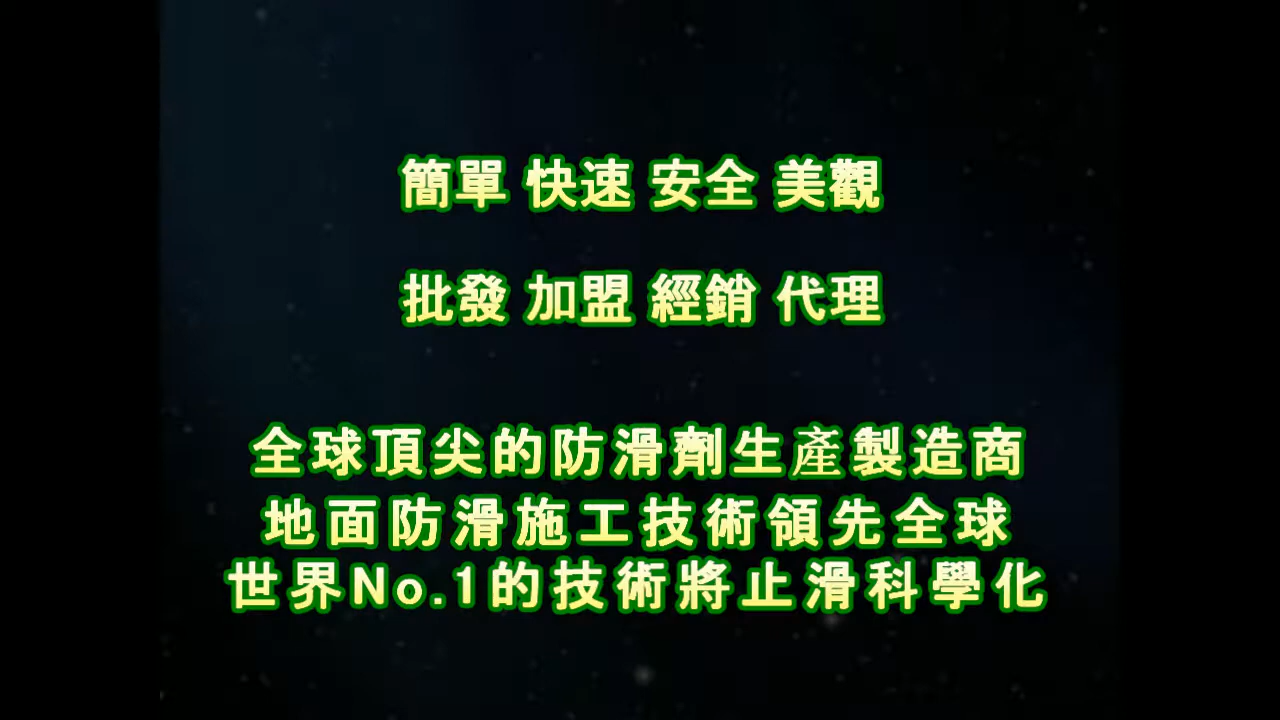 簡單 快速 安全 美觀
批發 加盟 經銷 代理
全球頂尖的防滑劑生產製造商
地面防滑施工技術領先全球
世界No.1的技術將止滑科學化